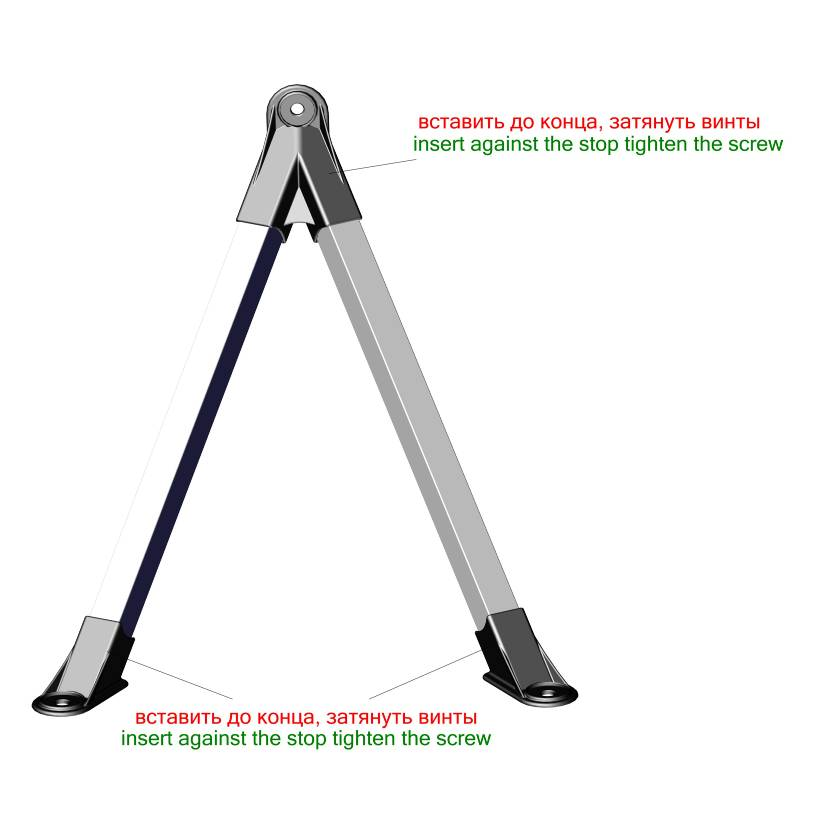 вставить до конца, затянуть винты
insert against the stop tighten the screw
вставить до конца, затянуть винты
insert against the stop tighten the screw